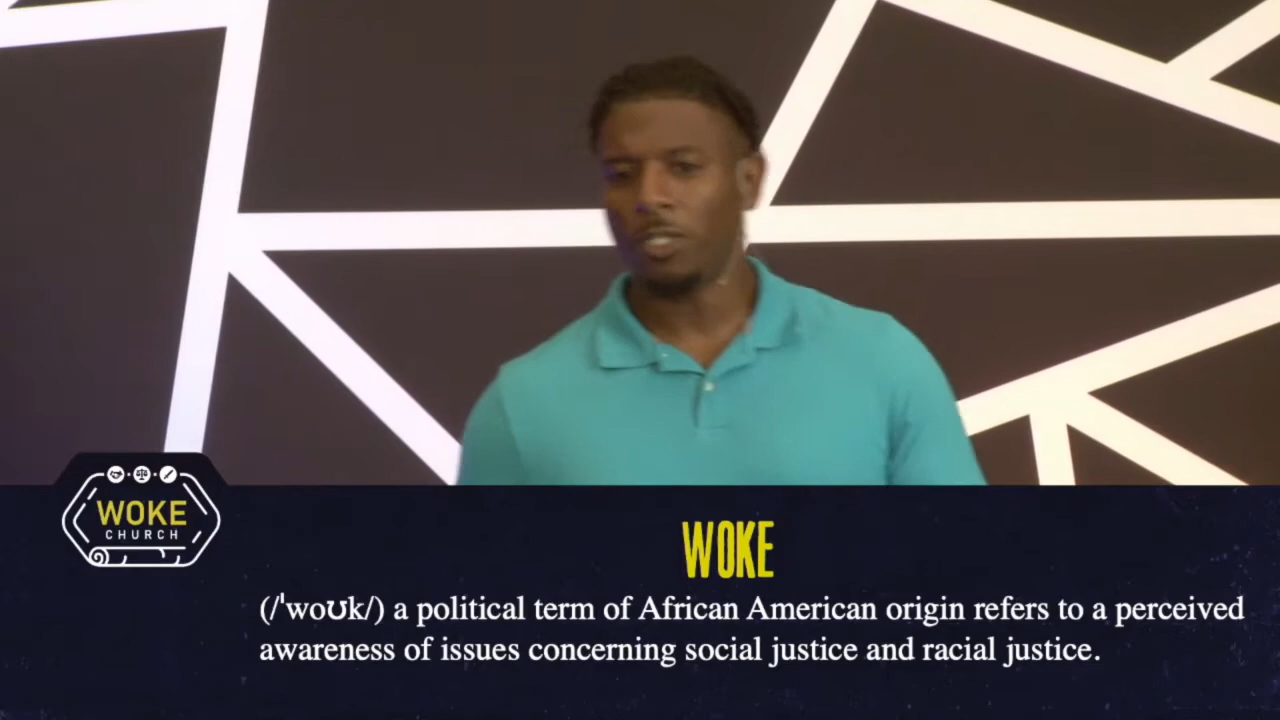 WOKE
CHURCH
WOKE
(/ˈwoʊk/) a political term of African American origin refers to a perceived
awareness of issues concerning social justice and racial justice.